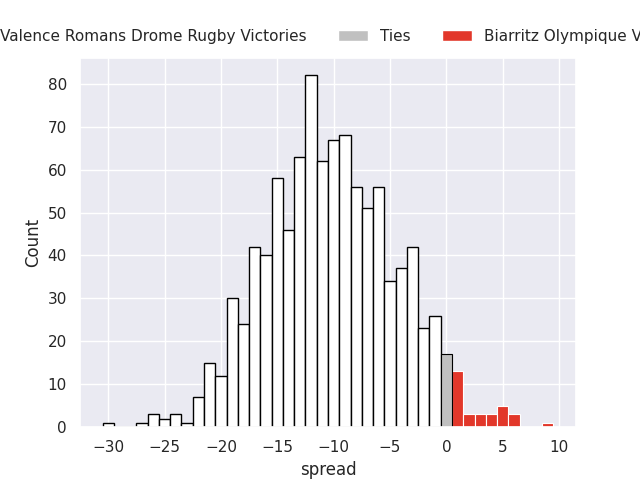 Valence Romans Drome Rugby Victories Ties Biarritz Olympique V
80
70
60
50
40
30
20
10
0
Count
−30 −25 −20 −15 −10 −5 0 5 10
spread